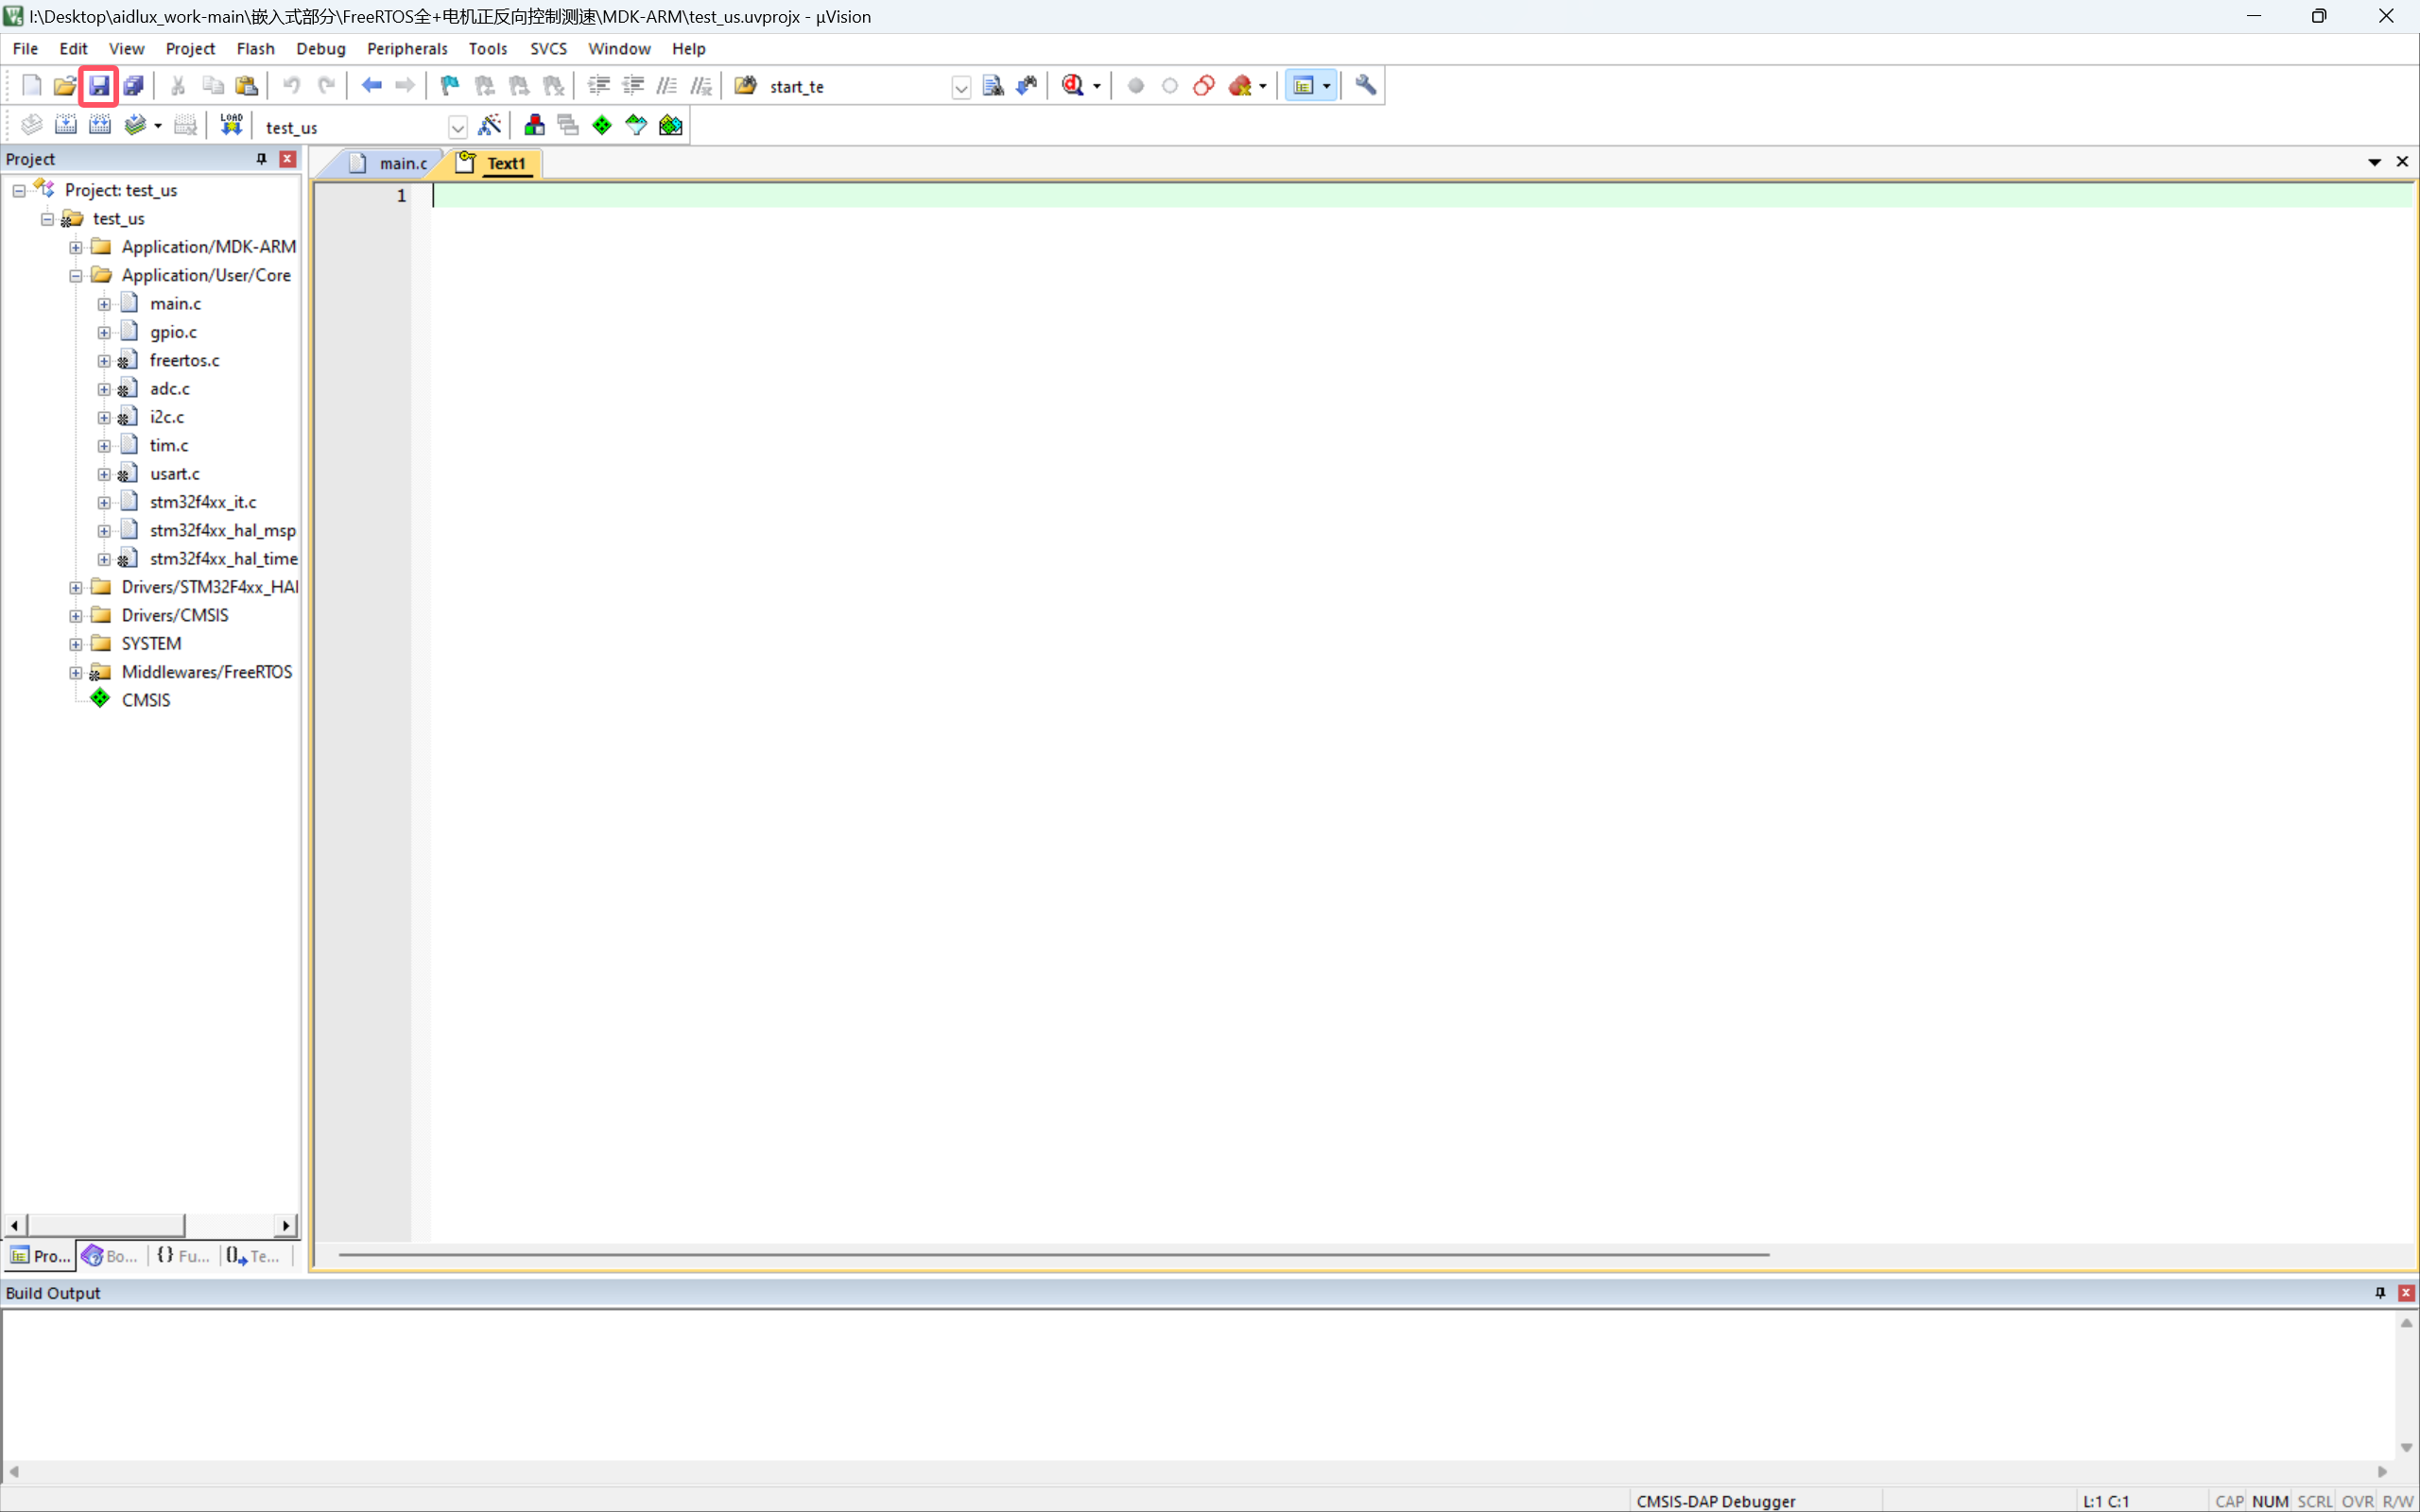 I:\Desktop\aidlux_work-main\嵌入式部分\FreeRTOS全+电机正反向控制测速\MDK-ARM\test_us.uvprojx - µVision
File Edit View Project Flash Debug Peripherals Tools SVCS Window Help
start_te
LOAD test_us
Project
main.c Text1
1
Project: test_us
test_us
Application/MDK-ARM
Application/User/Core
main.c
gpio.c
freertos.c
adc.c
i2c.c
tim.c
usart.c
stm32f4xx_it.c
stm32f4xx_hal_msp
stm32f4xx_hal_time
Drivers/STM32F4xx_HAl
Drivers/CMSIS
SYSTEM
Middlewares/FreeRTOS
CMSIS
Pro... Bo... {} Fu... Te...
Build Output
CMSIS-DAP Debugger L:1 C:1 CAP NUM SCRL OVR R/W